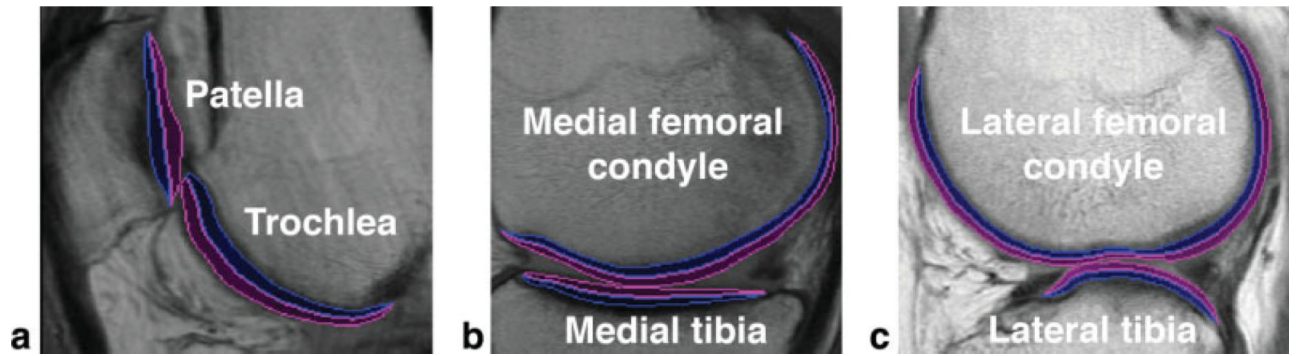 Patella
Trochlea
a
Medial femoral
condyle
Medial tibia
b
Lateral femoral
condyle
Lateral tibia
c